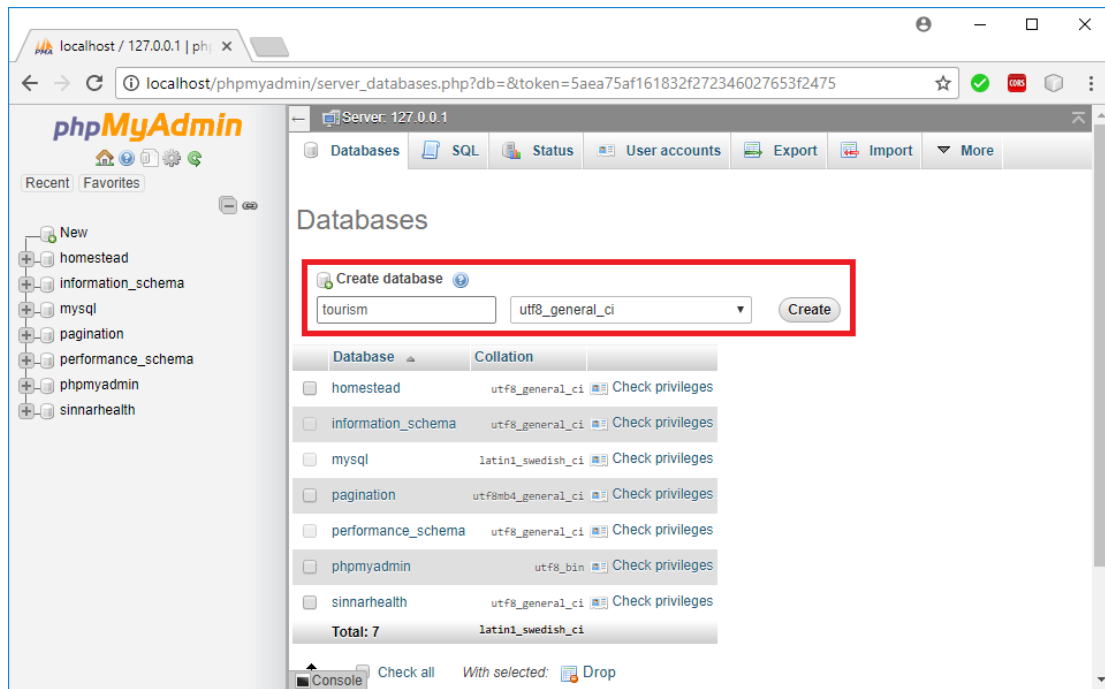 localhost / 127.0.0.1 | ph
localhost/phpmyadmin/server_databases.php?db=&token=5aea75af161832f272346027653f2475
CORS
phpMyAdmin
Recent Favorites
New
homestead
information_schema
mysql
pagination
performance_schema
phpmyadmin
sinnarhealth
Server: 127.0.0.1
Databases SQL Status User accounts Export Import More
Databases
Create database
tourism utf8_general_ci Create
Database Collation
homestead utf8_general_ci Check privileges
information_schema utf8_general_ci Check privileges
mysql latin1_swedish_ci Check privileges
pagination utf8mb4_general_ci Check privileges
performance_schema utf8_general_ci Check privileges
phpmyadmin utf8_bin Check privileges
sinnarhealth utf8_general_ci Check privileges
Total: 7 latin1_swedish_ci
Check all With selected: Drop
Console